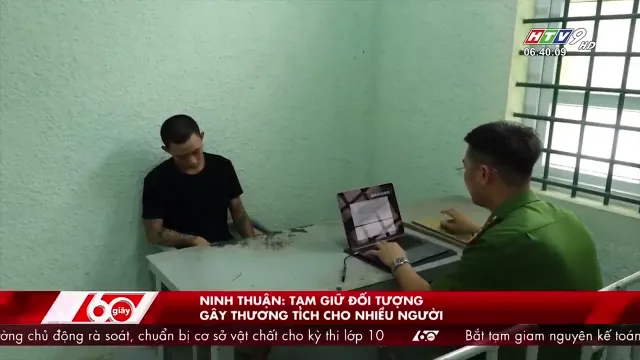 HTV9 HD
06:40:09
60 giây
NINH THUẬN: TẠM GIỮ ĐỐI TƯỢNG
GÂY THƯƠNG TÍCH CHO NHIỀU NGƯỜI
ờng chủ động rà soát, chuẩn bị cơ sở vật chất cho kỳ thi lớp 10 Bắt tạm giam nguyên kế toán